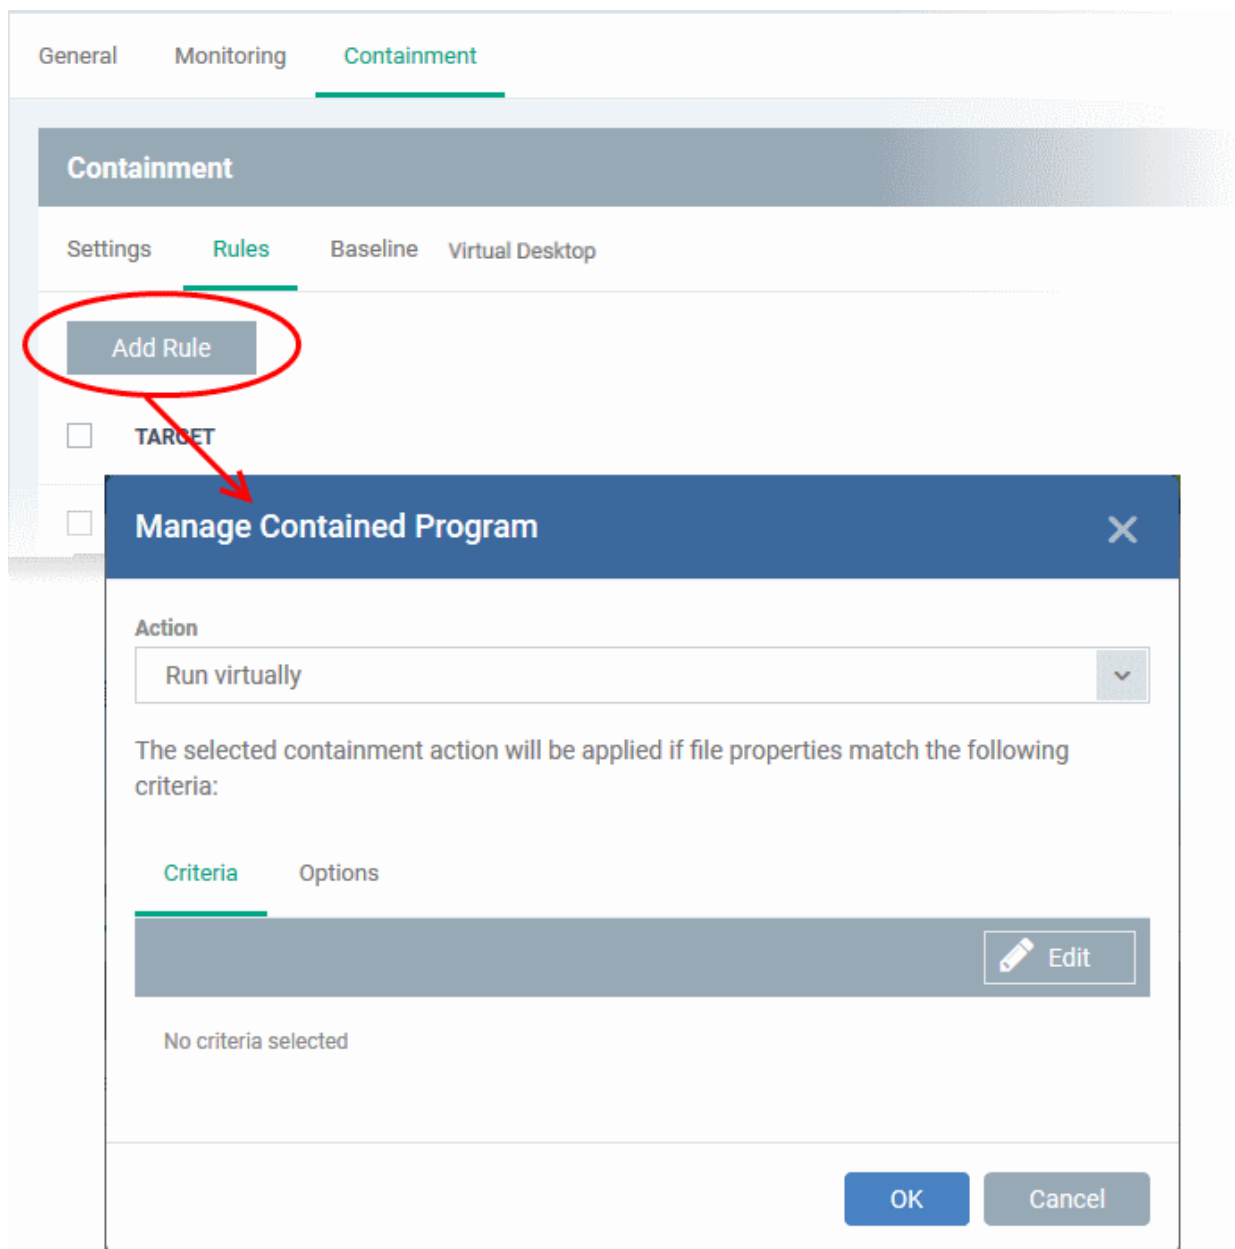 General Monitoring Containment
Containment
Settings Rules Baseline Virtual Desktop
Add Rule
TARGET
Manage Contained Program
Action
Run virtually
The selected containment action will be applied if file properties match the following
criteria:
Criteria Options
Edit
No criteria selected
OK Cancel